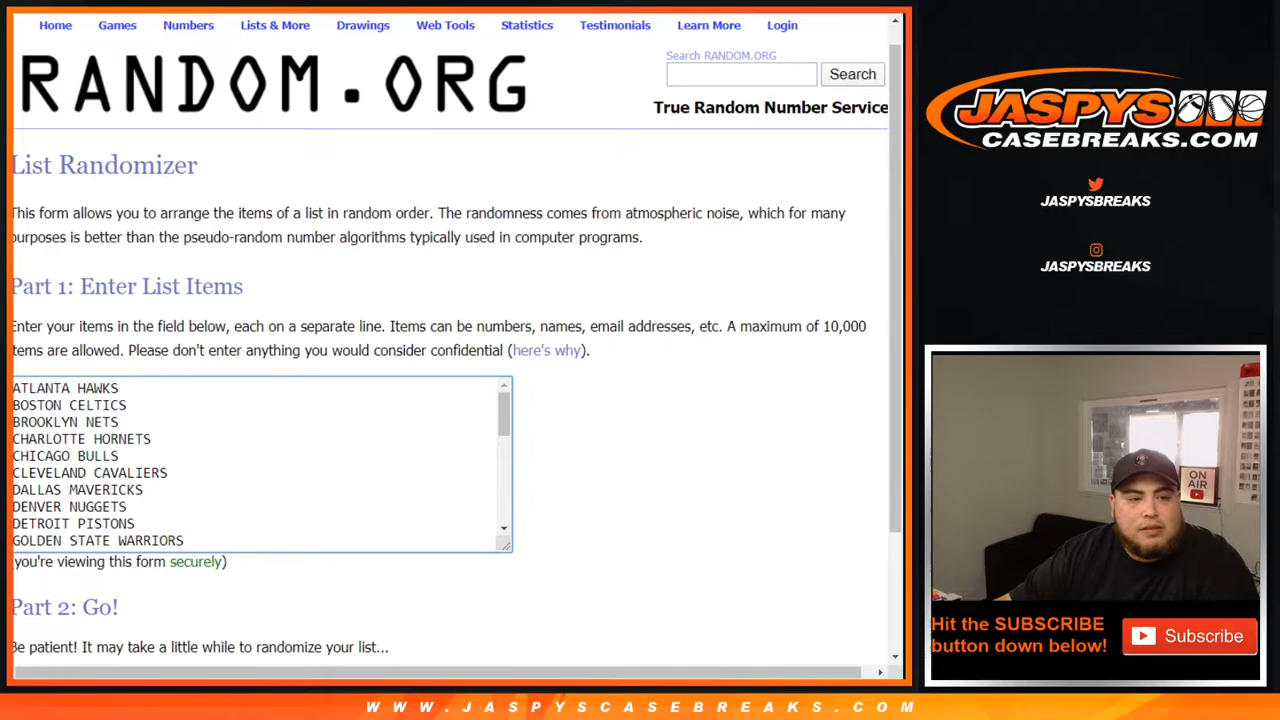 Home Games Numbers Lists & More Drawings Web Tools Statistics Testimonials Learn More Login
RANDOM.ORG
Search RANDOM.ORG
Search
True Random Number Service
List Randomizer
This form allows you to arrange the items of a list in random order. The randomness comes from atmospheric noise, which for many
purposes is better than the pseudo-random number algorithms typically used in computer programs.
Part 1: Enter List Items
Enter your items in the field below, each on a separate line. Items can be numbers, names, email addresses, etc. A maximum of 10,000
items are allowed. Please don't enter anything you would consider confidential (here's why).
ATLANTA HAWKS
BOSTON CELTICS
BROOKLYN NETS
CHARLOTTE HORNETS
CHICAGO BULLS
CLEVELAND CAVALIERS
DALLAS MAVERICKS
DENVER NUGGETS
DETROIT PISTONS
GOLDEN STATE WARRIORS
you're viewing this form securely)
Part 2: Go!
Be patient! It may take a little while to randomize your list...
JASPYS
CASEBREAKS.COM
JASPYSBREAKS
JASPYSBREAKS
ON
AIR
Hit the SUBSCRIBE
button down below!
Subscribe
WWW.JASPYSCASEBREAKS.COM